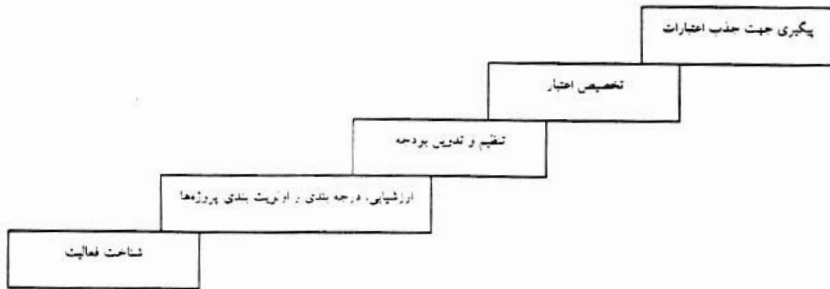 پیگیری جهت جذب اعتبارات
تخصیص اعتبار
تنظیم و تدوین بودجه
ارزشیابی، درجه بندی و اولویت بندی پروژه‌ها
شناخت فعالیت